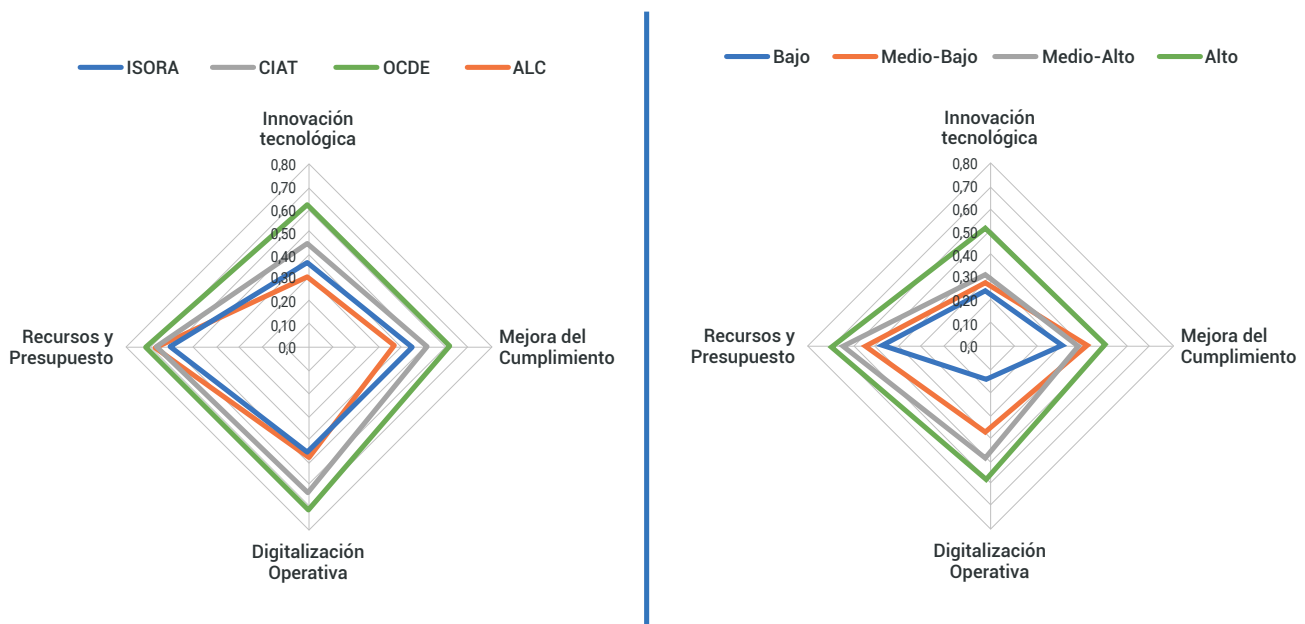 ISORA CIAT OCDE ALC
Innovación
tecnológica
0,80
0,70
0,60
0,50
0,40
0,30
0,20
0,10
0,0
Recursos y
Presupuesto
Mejora del
Cumplimiento
Digitalización
Operativa
Bajo Medio-Bajo Medio-Alto Alto
Innovación
tecnológica
0,80
0,70
0,60
0,50
0,40
0,30
0,20
0,10
0,0
Recursos y
Presupuesto
Mejora del
Cumplimiento
Digitalización
Operativa